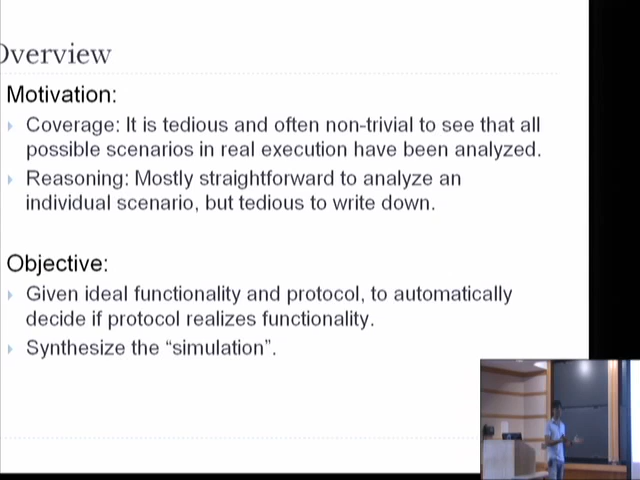 Overview
Motivation:
Coverage: It is tedious and often non-trivial to see that all
possible scenarios in real execution have been analyzed.
Reasoning: Mostly straightforward to analyze an
individual scenario, but tedious to write down.
Objective:
Given ideal functionality and protocol, to automatically
decide if protocol realizes functionality.
Synthesize the “simulation”.